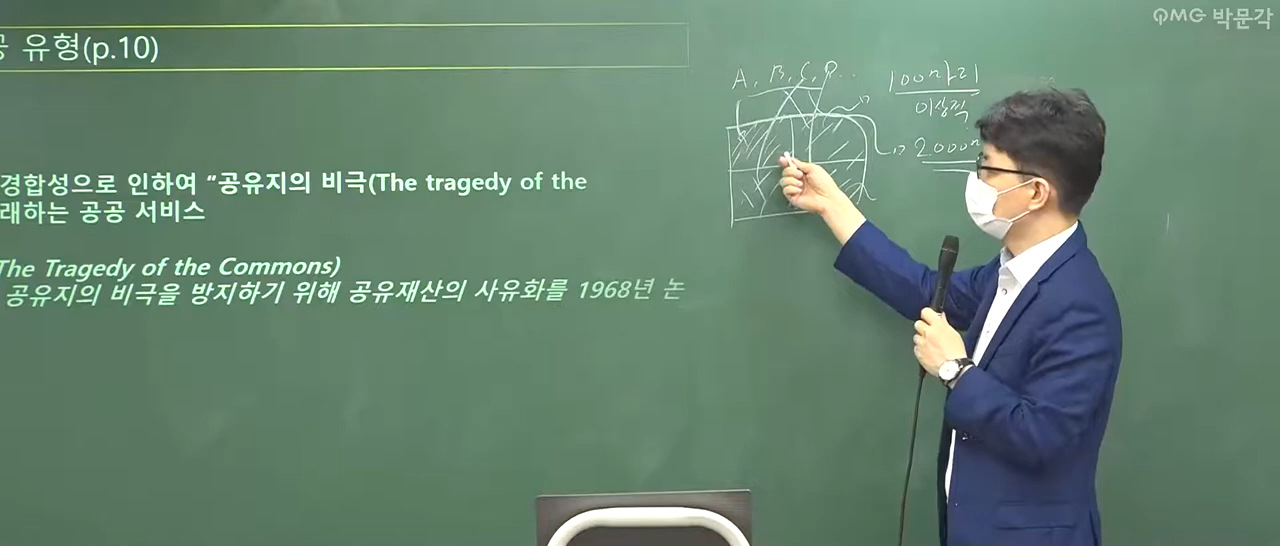 QMG 박문각
공 유형(p.10)
A, B, C, D...
100마리
이상적
2000
경합성으로 인하여 “공유지의 비극(The tragedy of the
래하는 공공 서비스
The Tragedy of the Commons)
공유지의 비극을 방지하기 위해 공유재산의 사유화를 1968년 논